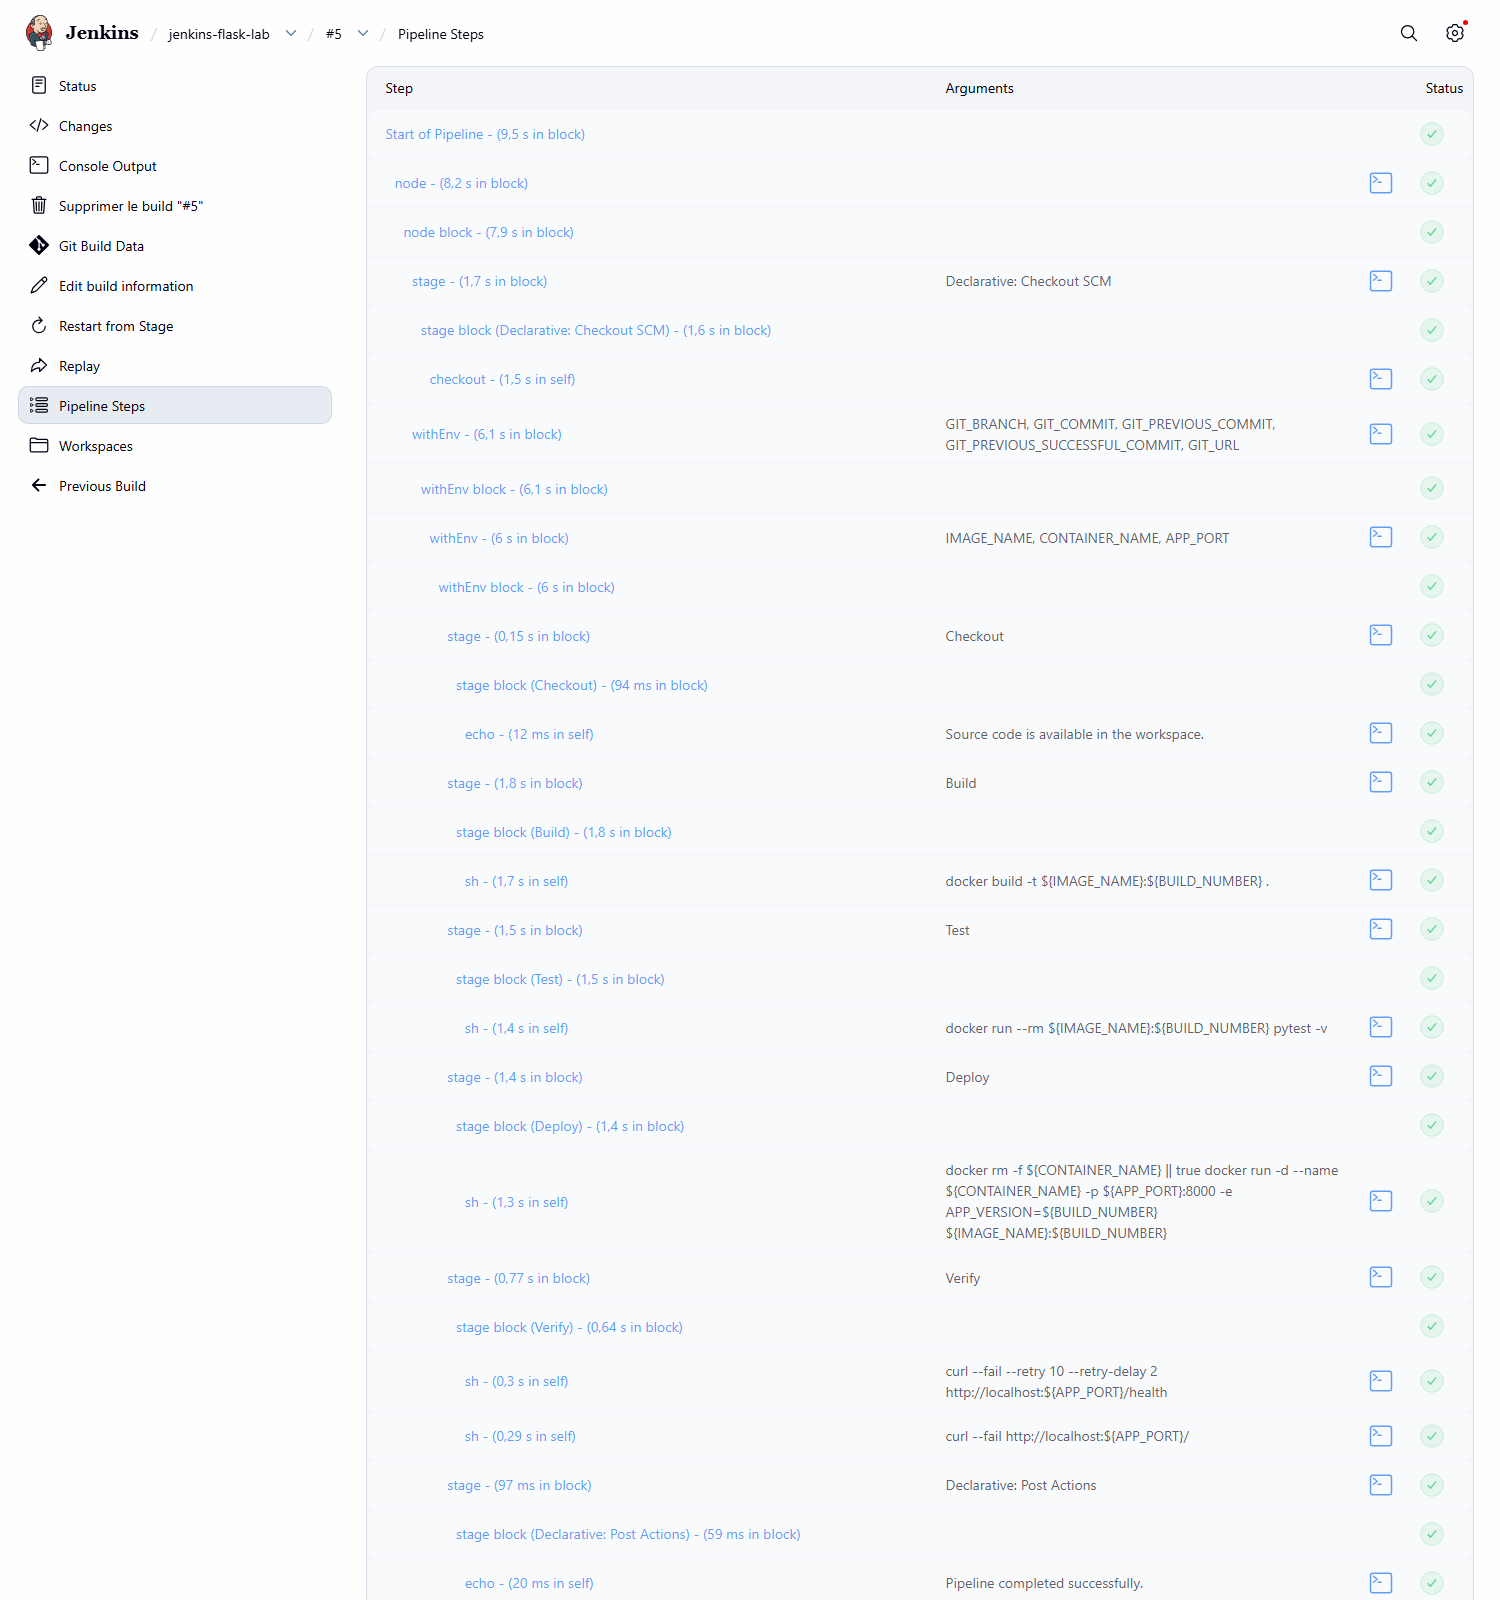 Jenkins / jenkins-flask-lab / #5 / Pipeline Steps
Status
Changes
Console Output
Supprimer le build "#5"
Git Build Data
Edit build information
Restart from Stage
Replay
Pipeline Steps
Workspaces
Previous Build
Step Arguments Status
Start of Pipeline - (9,5 s in block)
node - (8,2 s in block)
node block - (7,9 s in block)
stage - (1,7 s in block) Declarative: Checkout SCM
stage block (Declarative: Checkout SCM) - (1,6 s in block)
checkout - (1,5 s in self)
withEnv - (6,1 s in block) GIT_BRANCH, GIT_COMMIT, GIT_PREVIOUS_COMMIT,
GIT_PREVIOUS_SUCCESSFUL_COMMIT, GIT_URL
withEnv block - (6,1 s in block)
withEnv - (6 s in block) IMAGE_NAME, CONTAINER_NAME, APP_PORT
withEnv block - (6 s in block)
stage - (0,15 s in block) Checkout
stage block (Checkout) - (94 ms in block)
echo - (12 ms in self) Source code is available in the workspace.
stage - (1,8 s in block) Build
stage block (Build) - (1,8 s in block)
sh - (1,7 s in self) docker build -t ${IMAGE_NAME}:${BUILD_NUMBER} .
stage - (1,5 s in block) Test
stage block (Test) - (1,5 s in block)
sh - (1,4 s in self) docker run --rm ${IMAGE_NAME}:${BUILD_NUMBER} pytest -v
stage - (1,4 s in block) Deploy
stage block (Deploy) - (1,4 s in block)
sh - (1,3 s in self) docker rm -f ${CONTAINER_NAME} || true docker run -d --name
${CONTAINER_NAME} -p ${APP_PORT}:8000 -e
APP_VERSION=${BUILD_NUMBER}
${IMAGE_NAME}:${BUILD_NUMBER}
stage - (0,77 s in block) Verify
stage block (Verify) - (0,64 s in block)
sh - (0,3 s in self) curl --fail --retry 10 --retry-delay 2
http://localhost:${APP_PORT}/health
sh - (0,29 s in self) curl --fail http://localhost:${APP_PORT}/
stage - (97 ms in block) Declarative: Post Actions
stage block (Declarative: Post Actions) - (59 ms in block)
echo - (20 ms in self) Pipeline completed successfully.